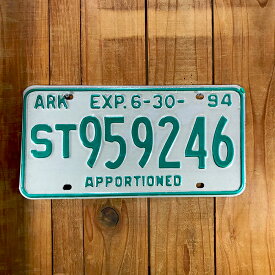 ARK EXP. 6-30- 94
ST959246
APPORTIONED